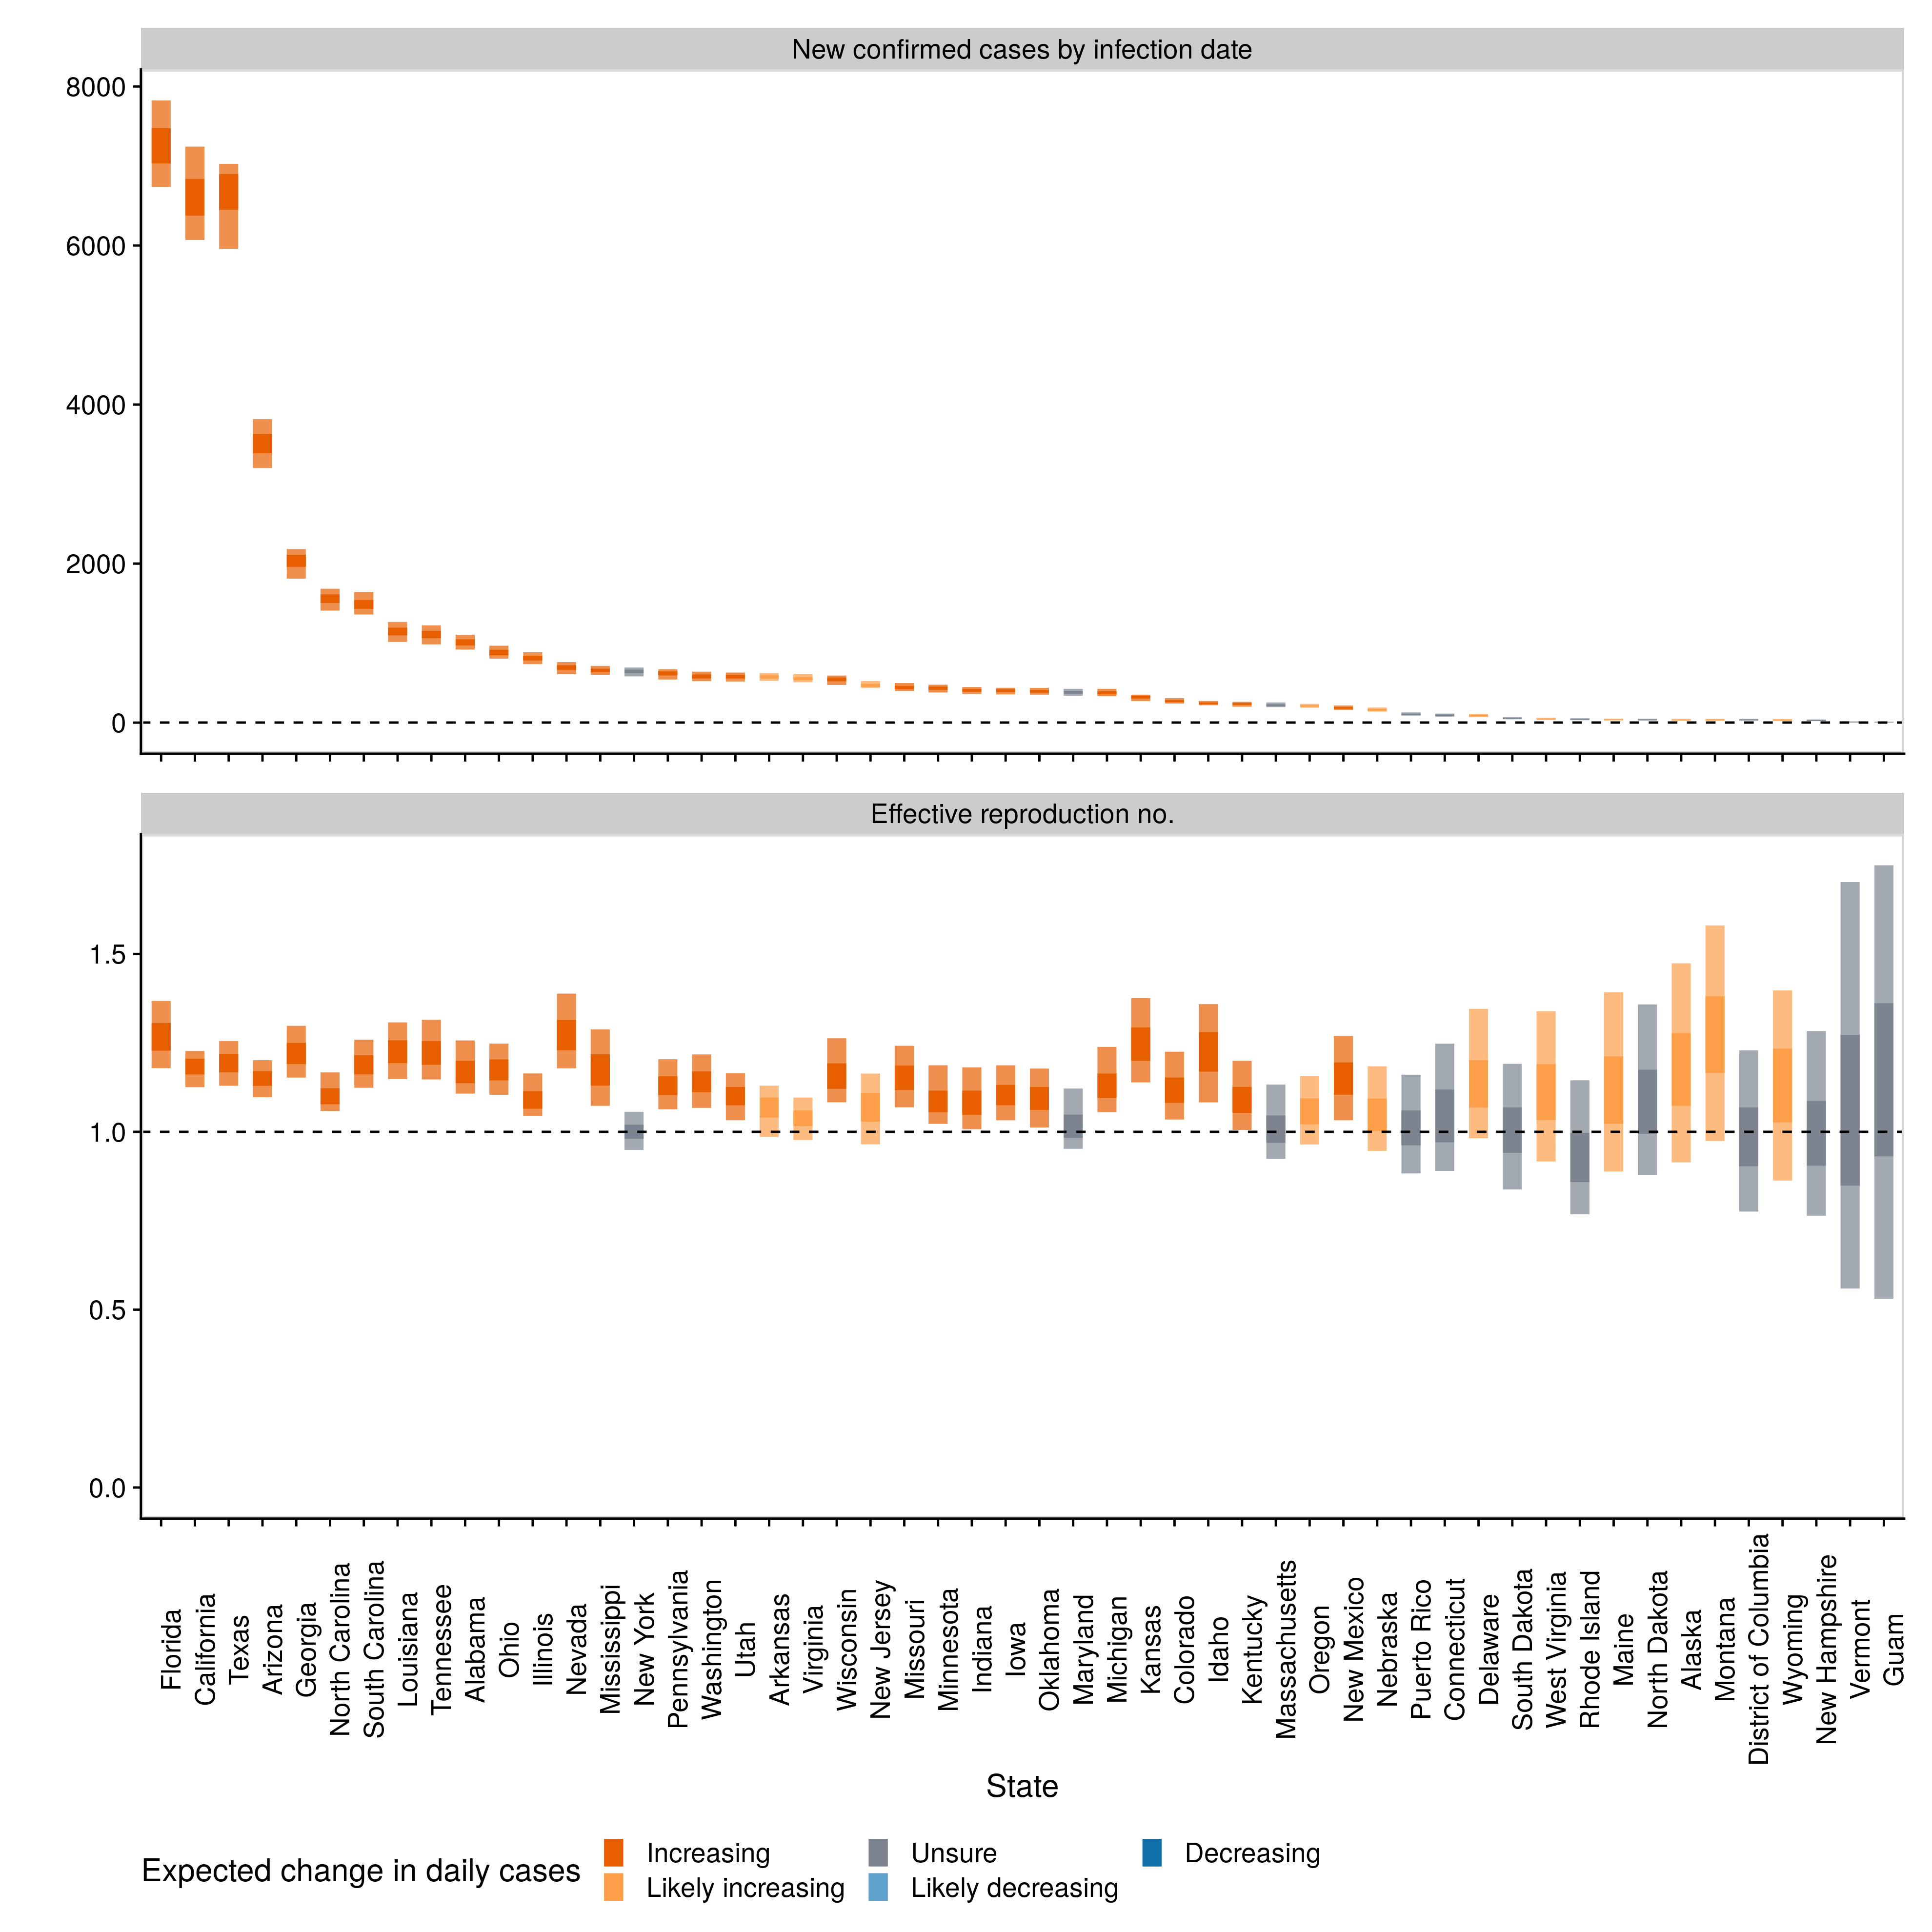 New confirmed cases by infection date
8000
6000
4000
2000
0
Effective reproduction no.
1.5
1.0
0.5
0.0
Florida
California
Texas
Arizona
Georgia
North Carolina
South Carolina
Louisiana
Tennessee
Alabama
Ohio
Illinois
Nevada
Mississippi
New York
Pennsylvania
Washington
Utah
Arkansas
Virginia
Wisconsin
New Jersey
Missouri
Minnesota
Indiana
Iowa
Oklahoma
Maryland
Michigan
Kansas
Colorado
Idaho
Kentucky
Massachusetts
Oregon
New Mexico
Nebraska
Puerto Rico
Connecticut
Delaware
South Dakota
West Virginia
Rhode Island
Maine
North Dakota
Alaska
Montana
District of Columbia
Wyoming
New Hampshire
Vermont
Guam
State
Expected change in daily cases
Increasing
Unsure
Decreasing
Likely increasing
Likely decreasing